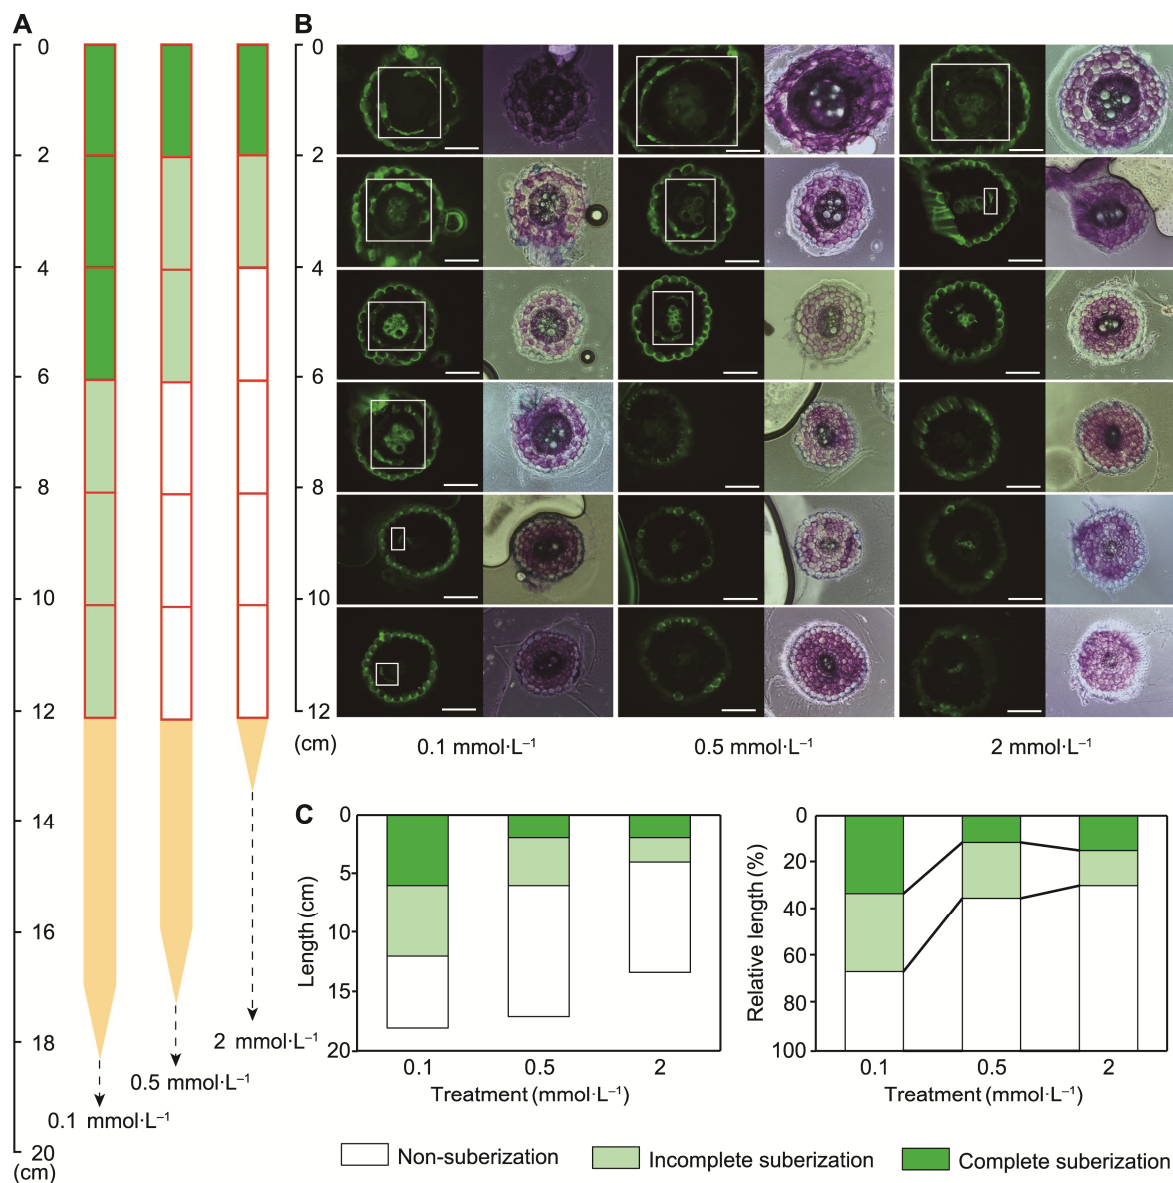 A
B
0
2
4
6
8
10
12
14
16
18
20
(cm)
0.1 mmol·L⁻¹
0.5 mmol·L⁻¹
2 mmol·L⁻¹
0
2
4
6
8
10
12
(cm)
0.1 mmol·L⁻¹
0.5 mmol·L⁻¹
2 mmol·L⁻¹
C
Length (cm)
0
5
10
15
20
0.1
0.5
2
Treatment (mmol·L⁻¹)
Relative length (%)
0
20
40
60
80
100
0.1
0.5
2
Treatment (mmol·L⁻¹)
Non-suberization
Incomplete suberization
Complete suberization